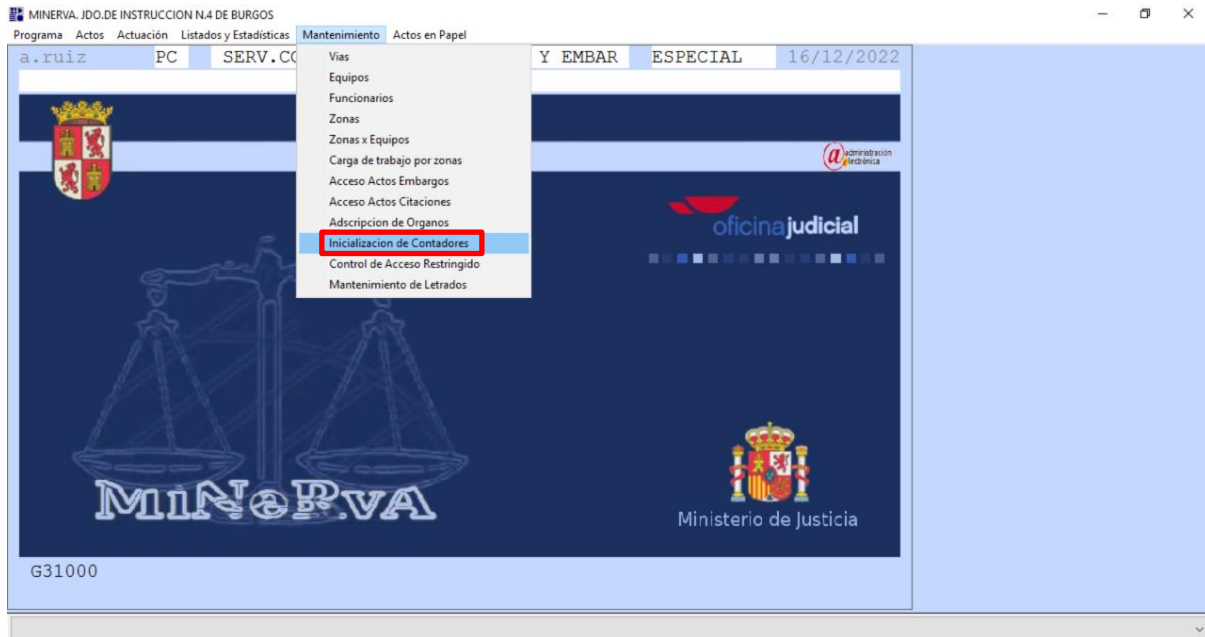 MINERVA. JDO.DE INSTRUCCION N.4 DE BURGOS
Programa Actos Actuación Listados y Estadísticas Mantenimiento Actos en Papel
a.ruiz PC SERV.CO Y EMBAR ESPECIAL 16/12/2022
Vias
Equipos
Funcionarios
Zonas
Zonas x Equipos
Carga de trabajo por zonas
Acceso Actos Embargos
Acceso Actos Citaciones
Adscripcion de Organos
Inicializacion de Contadores
Control de Acceso Restringido
Mantenimiento de Letrados
administración
electrónica
oficinajudicial
MiNeRvA
Ministerio de Justicia
G31000